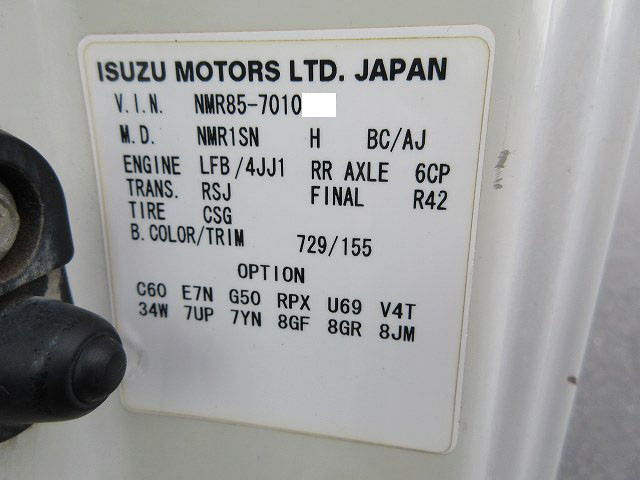 ISUZU MOTORS LTD. JAPAN
V.I.N. NMR85-7010
M.D. NMR1SN H BC/AJ
ENGINE LFB/4JJ1 RR AXLE 6CP
TRANS. RSJ FINAL R42
TIRE CSG
B.COLOR/TRIM 729/155
OPTION
C60 E7N G50 RPX U69 V4T
34W 7UP 7YN 8GF 8GR 8JM